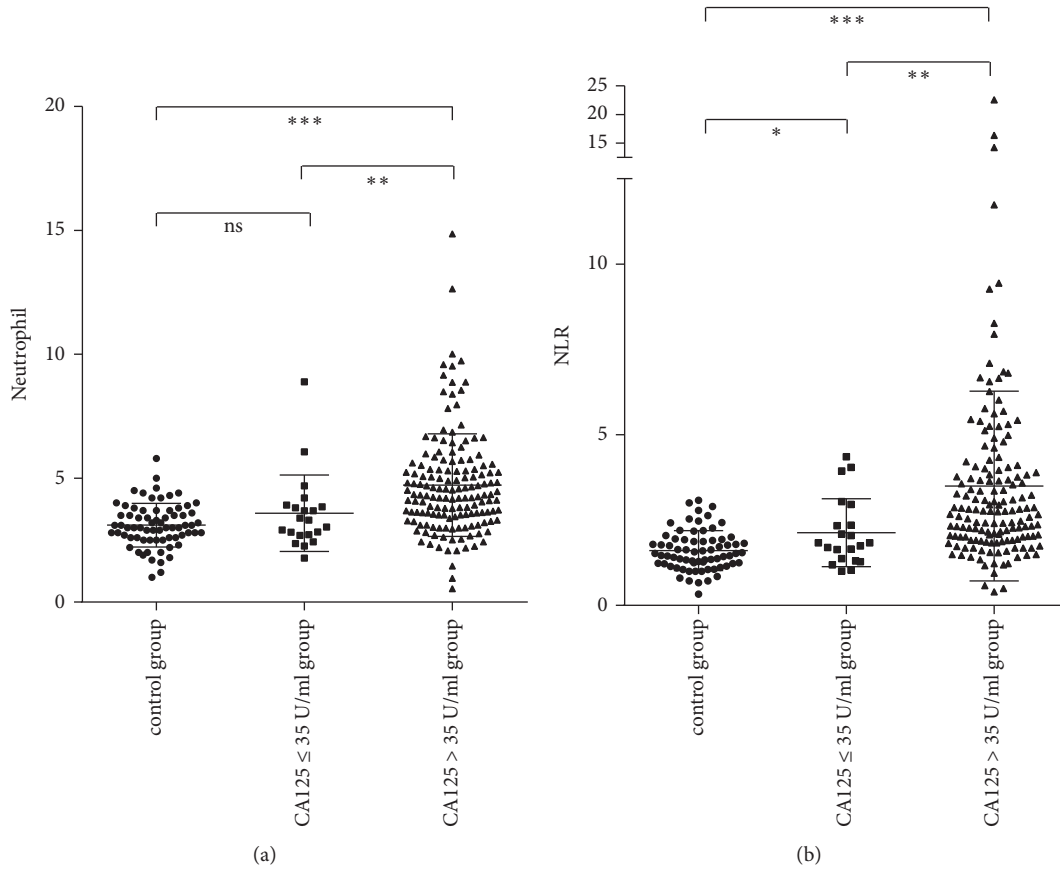 ***
**
ns
20
15
10
5
0
Neutrophil
control group
CA125 ≤ 35 U/ml group
CA125 > 35 U/ml group
(a)
***
**
*
25
20
15
10
5
0
NLR
control group
CA125 ≤ 35 U/ml group
CA125 > 35 U/ml group
(b)